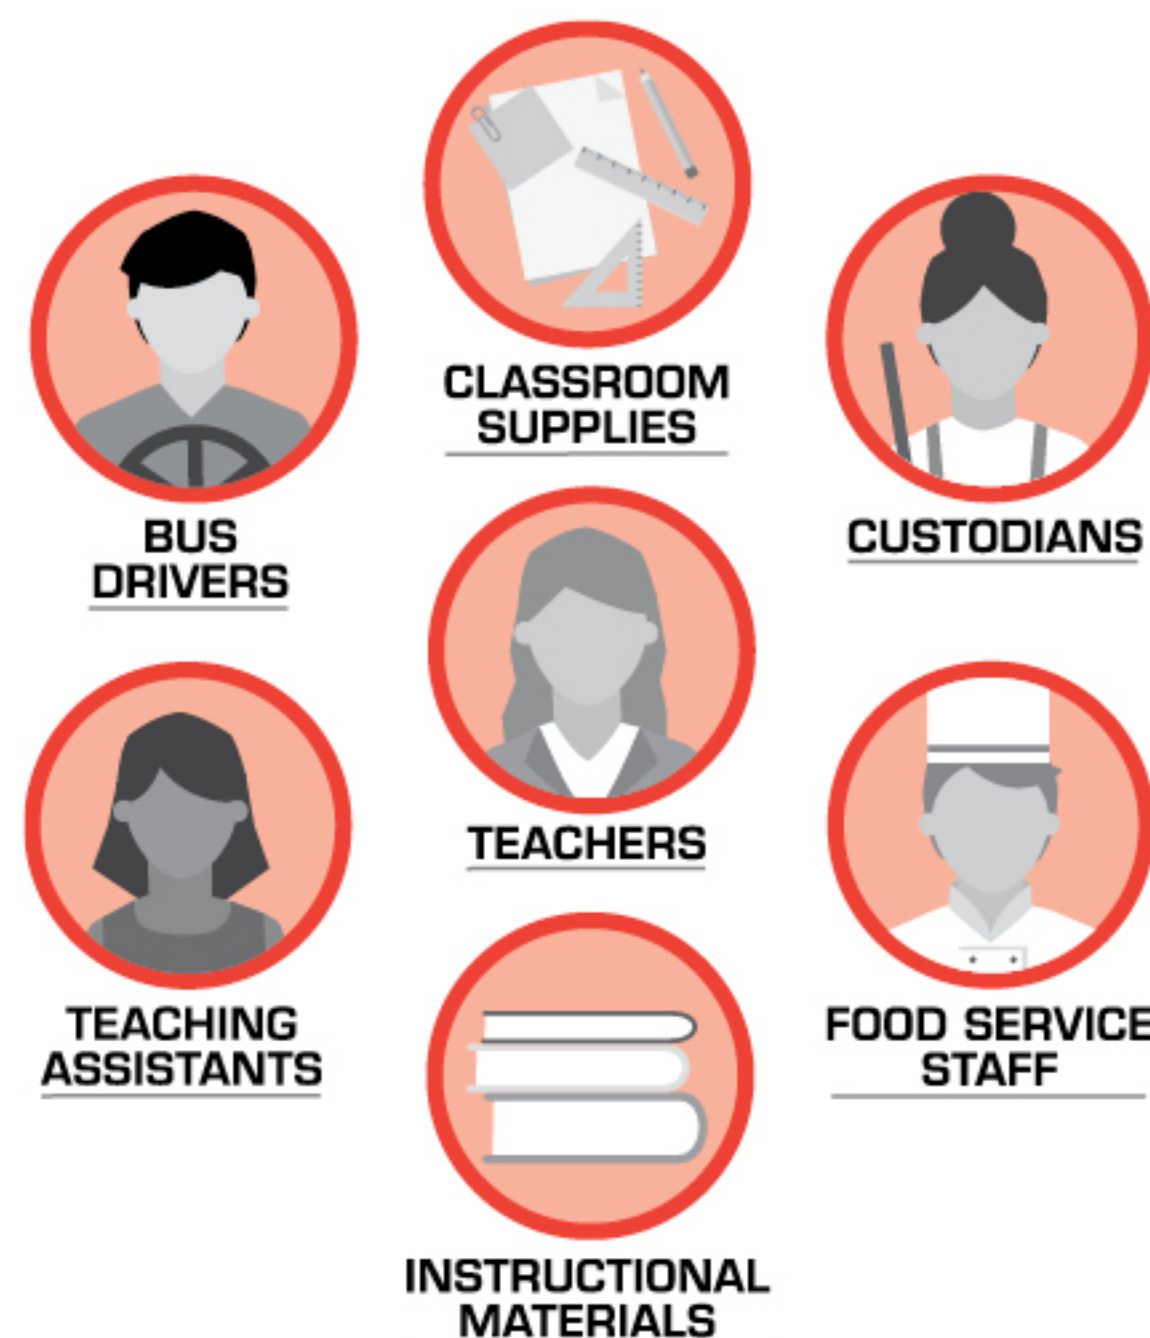 CLASSROOM
SUPPLIES
BUS
DRIVERS
CUSTODIANS
TEACHERS
TEACHING
ASSISTANTS
FOOD SERVICE
STAFF
INSTRUCTIONAL
MATERIALS